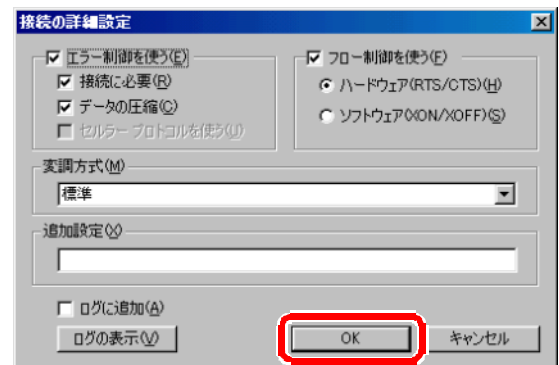 接続の詳細設定
エラー制御を使う(E)
接続に必要(R)
データの圧縮(C)
セルラー プロトコルを使う(U)
フロー制御を使う(F)
ハードウェア(RTS/CTS)(H)
ソフトウェア(XON/XOFF)(S)
変調方式(M)
標準
追加設定(X)
ログに追加(A)
ログの表示(V)
OK
キャンセル